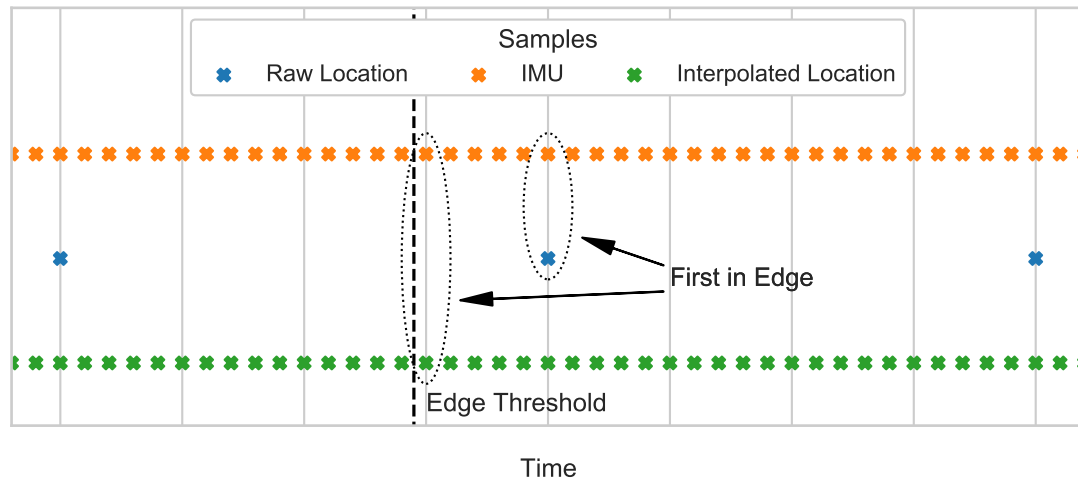 Samples
Raw Location IMU Interpolated Location
First in Edge
Edge Threshold
Time